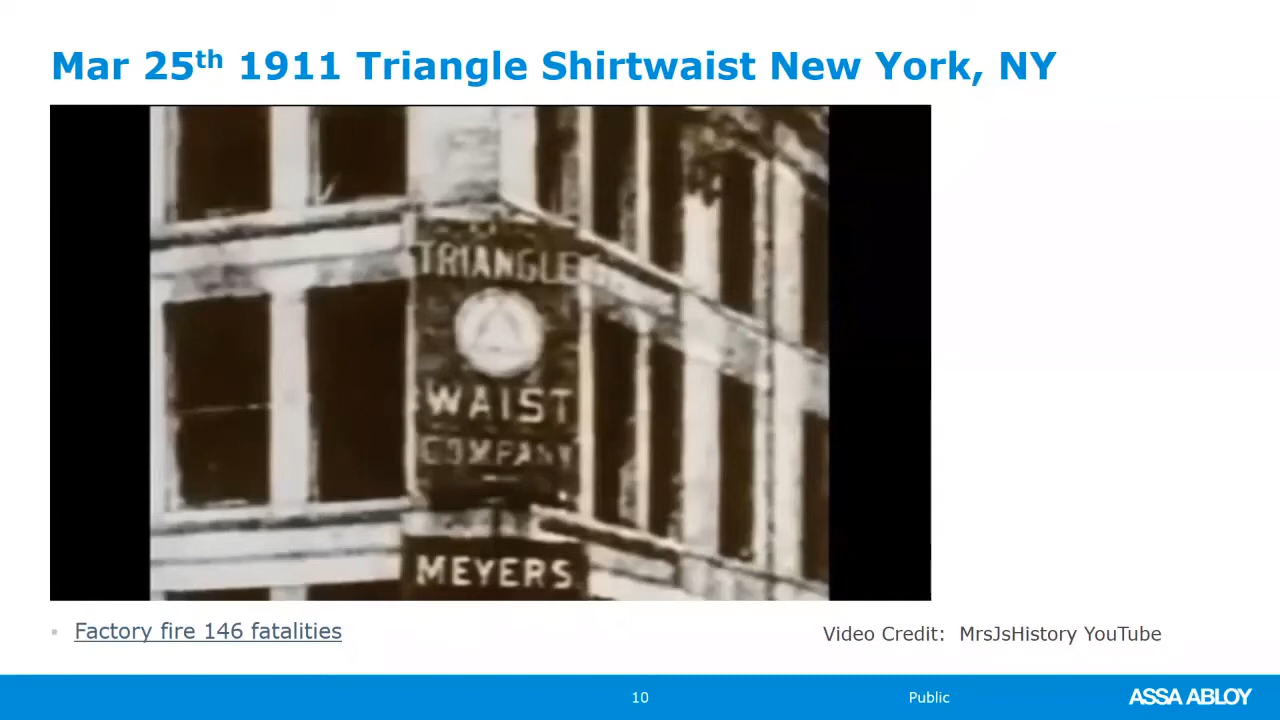 Mar 25th 1911 Triangle Shirtwaist New York, NY
TRIANGLE
WAIST
COMPANY
MEYERS
Factory fire 146 fatalities
Video Credit: MrsJsHistory YouTube
10
Public
ASSA ABLOY